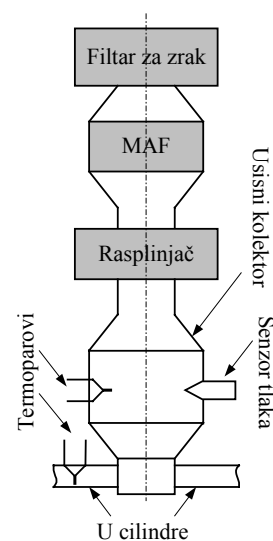 Filtar za zrak
MAF
Usisni kolektor
Rasplinjač
Senzor tlaka
Termoparovi
U cilindre